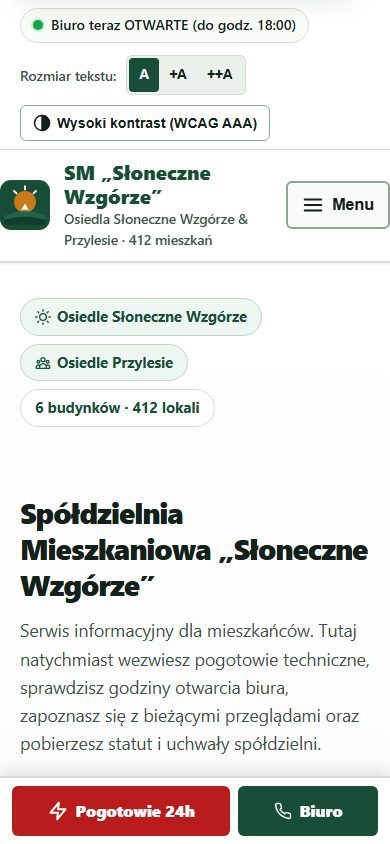 Biuro teraz OTWARTE (do godz. 18:00)
Rozmiar tekstu: A +A ++A
Wysoki kontrast (WCAG AAA)
SM „Słoneczne
Wzgórze”
Osiedla Słoneczne Wzgórze &
Przylesie · 412 mieszkań
Menu
Osiedle Słoneczne Wzgórze
Osiedle Przylesie
6 budynków · 412 lokali
Spółdzielnia
Mieszkaniowa „Słoneczne
Wzgórze”
Serwis informacyjny dla mieszkańców. Tutaj
natychmiast wezwiesz pogotowie techniczne,
sprawdzisz godziny otwarcia biura,
zapoznasz się z bieżącymi przeglądami oraz
pobierzesz statut i uchwały spółdzielni.
Pogotowie 24h
Biuro